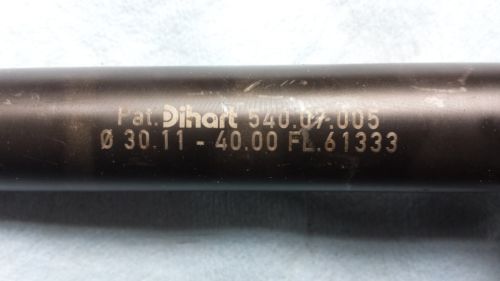 Pat. Dihart 540.07.005
Ø 30.11 - 40.00 FL.61333